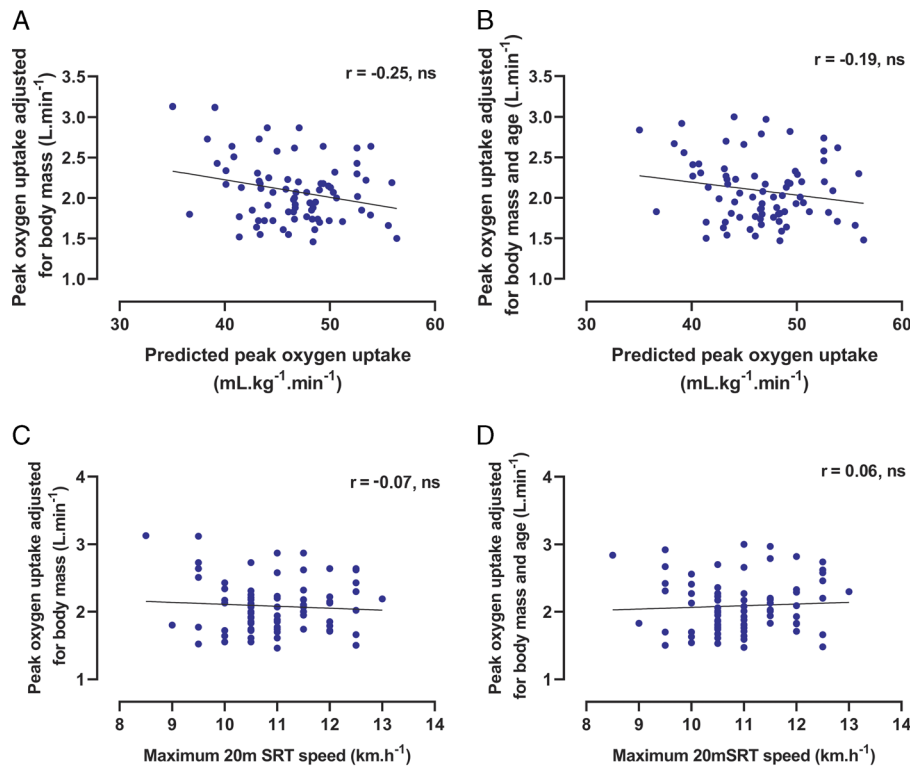 A
Peak oxygen uptake adjusted
for body mass (L.min⁻¹)
r = -0.25, ns
3.5
3.0
2.5
2.0
1.5
1.0
30
40
50
60
Predicted peak oxygen uptake
(mL.kg⁻¹.min⁻¹)
B
Peak oxygen uptake adjusted
for body mass and age (L.min⁻¹)
r = -0.19, ns
3.5
3.0
2.5
2.0
1.5
1.0
30
40
50
60
Predicted peak oxygen uptake
(mL.kg⁻¹.min⁻¹)
C
Peak oxygen uptake adjusted
for body mass (L.min⁻¹)
r = -0.07, ns
4
3
2
1
8
9
10
11
12
13
14
Maximum 20m SRT speed (km.h⁻¹)
D
Peak oxygen uptake adjusted
for body mass and age (L.min⁻¹)
r = 0.06, ns
4
3
2
1
8
9
10
11
12
13
14
Maximum 20mSRT speed (km.h⁻¹)